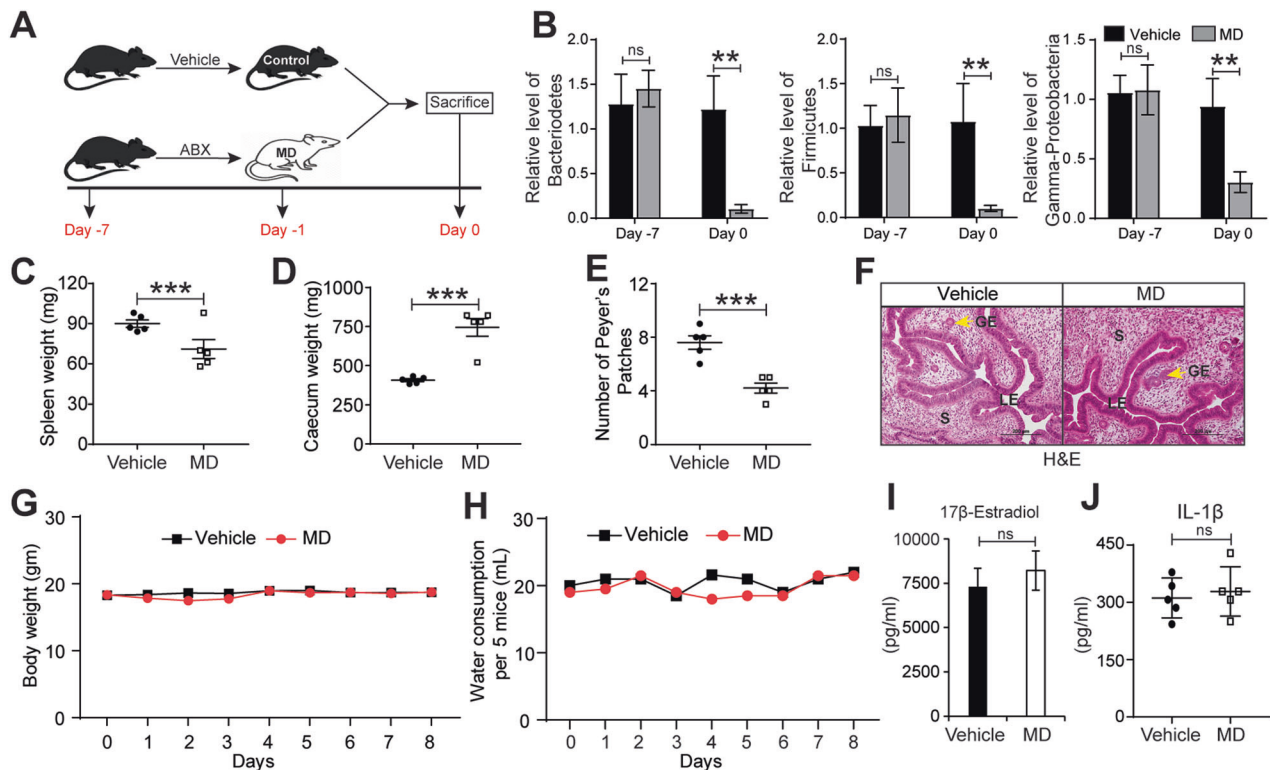 A
Vehicle
Control
ABX
MD
Sacrifice
Day -7
Day -1
Day 0
B
Vehicle
MD
Relative level of
Bacteriodetes
2.0
1.5
1.0
0.5
0.0
ns
**
Day -7
Day 0
Relative level of
Firmicutes
2.0
1.5
1.0
0.5
0.0
ns
**
Day -7
Day 0
Relative level of
Gamma-Proteobacteria
1.5
1.0
0.5
0.0
ns
**
Day -7
Day 0
C
Spleen weight (mg)
120
90
60
30
0
***
Vehicle
MD
D
Caecum weight (mg)
1000
750
500
250
0
***
Vehicle
MD
E
Number of Peyer's
Patches
12
8
4
0
***
Vehicle
MD
F
Vehicle
MD
GE
S
LE
S
GE
LE
H&E
G
Body weight (gm)
30
20
10
0
Vehicle
MD
0 1 2 3 4 5 6 7 8
Days
H
Water consumption
per 5 mice (mL)
30
20
10
0
Vehicle
MD
0 1 2 3 4 5 6 7 8
Days
I
17β-Estradiol
(pg/ml)
10000
7500
5000
2500
0
ns
Vehicle
MD
J
IL-1β
(pg/ml)
450
300
150
0
ns
Vehicle
MD